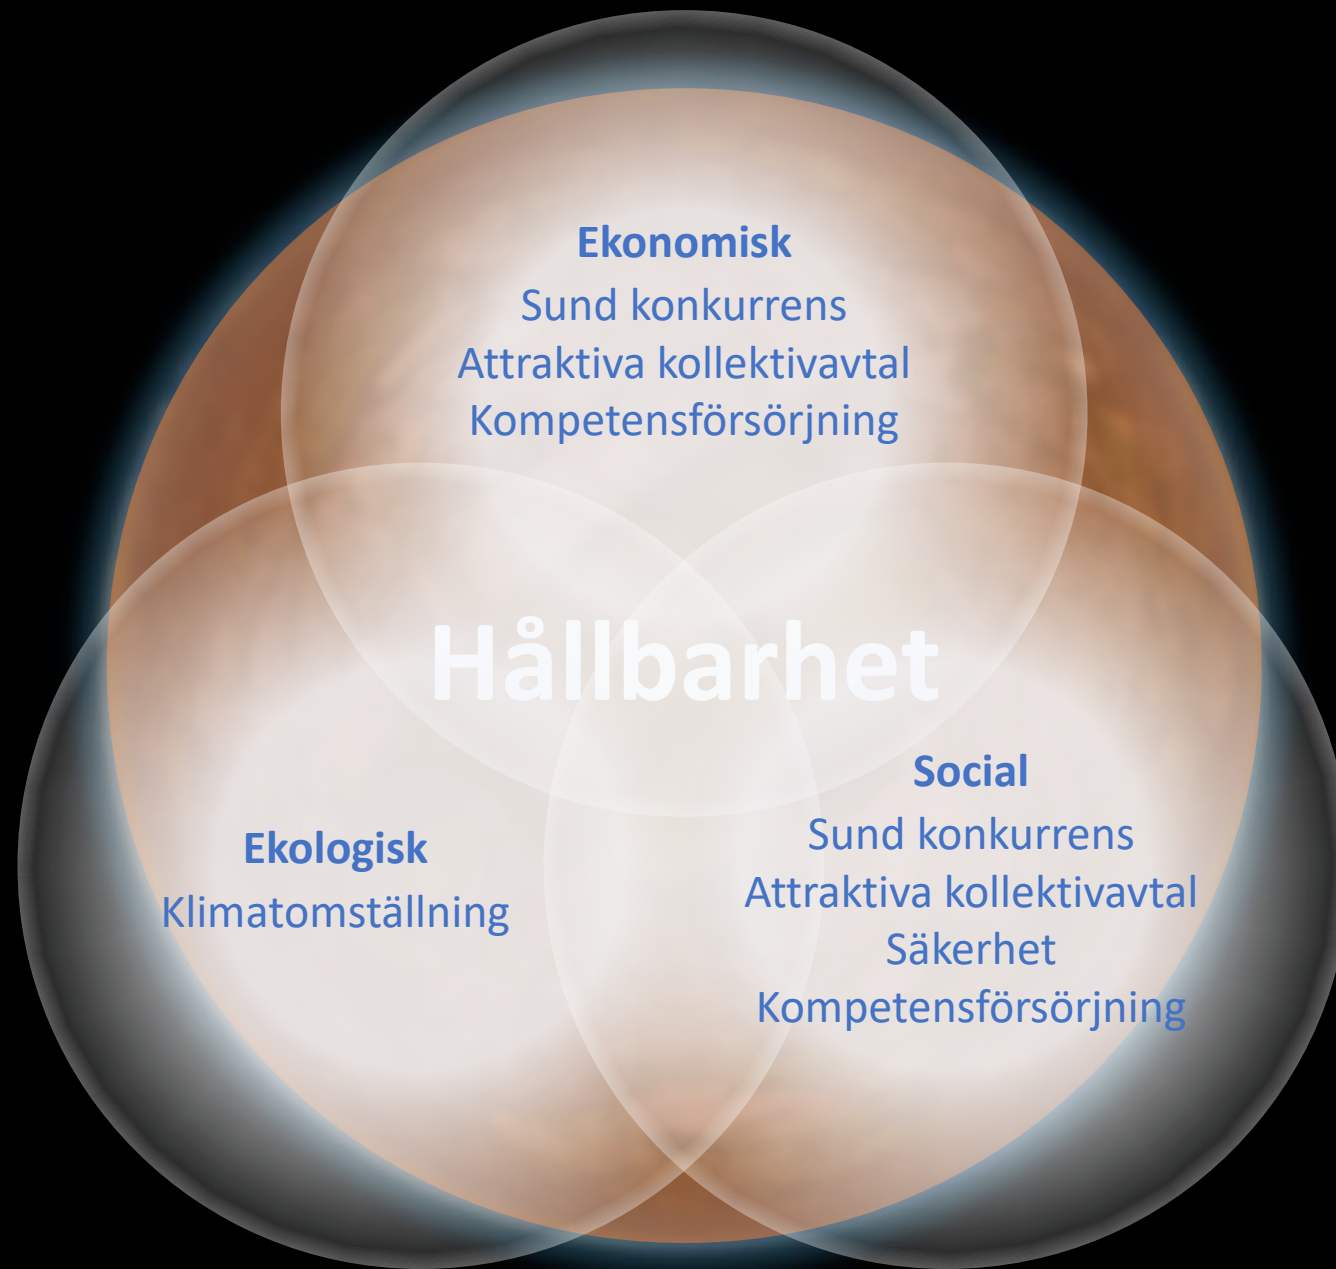 Ekonomisk
Sund konkurrens
Attraktiva kollektivavtal
Kompetensförsörjning
Hållbarhet
Ekologisk
Klimatomställning
Social
Sund konkurrens
Attraktiva kollektivavtal
Säkerhet
Kompetensförsörjning